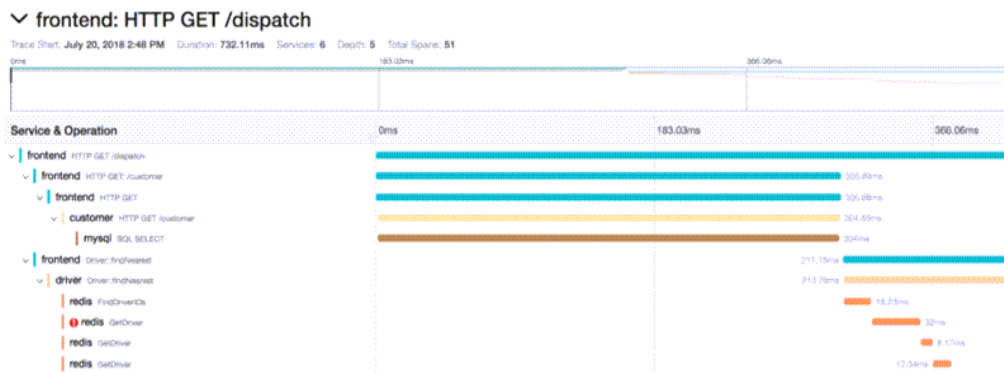 frontend: HTTP GET /dispatch
Trace Start: July 20, 2018 2:48 PM Duration: 732.11ms Services: 6 Depth: 5 Total Spans: 51
0ms 183.03ms 366.06ms
Service & Operation 0ms 183.03ms 366.06ms
frontend HTTP GET /dispatch
frontend HTTP GET: /customer
frontend HTTP GET
customer HTTP GET /customer
mysql SQL SELECT 304ms
frontend Driver::findNearest
driver Driver::findNearest
redis FindDriverIDs
redis GetDriver 32ms
redis GetDriver
redis GetDriver